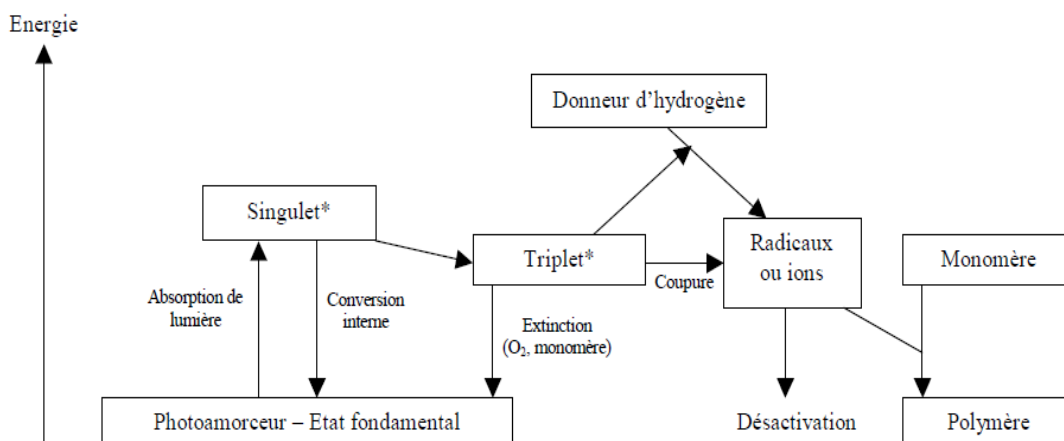 Energie
Donneur d'hydrogène
Singulet*
Triplet*
Radicaux
ou ions
Monomère
Absorption de
lumière
Conversion
interne
Coupure
Extinction
(O₂, monomère)
Photoamorceur – Etat fondamental
Désactivation
Polymère